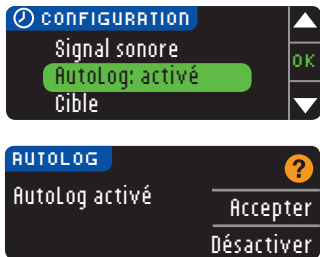 CONFIGURATION
Signal sonore
OK
AutoLog: activé
Cible
AUTOLOG
?
AutoLog activé
Accepter
Désactiver